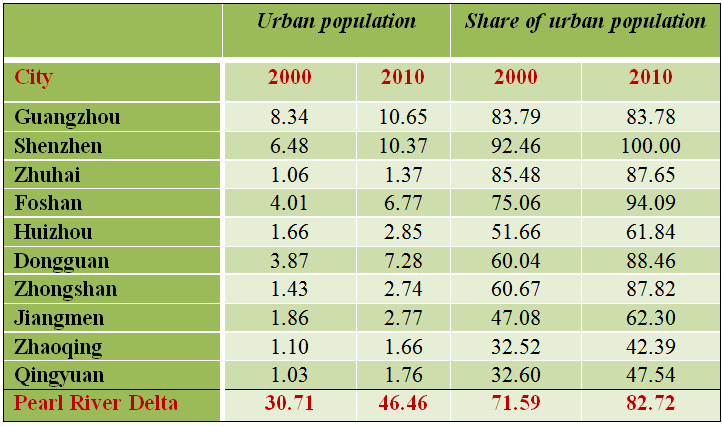 Urban population Share of urban population
City 2000 2010 2000 2010
Guangzhou 8.34 10.65 83.79 83.78
Shenzhen 6.48 10.37 92.46 100.00
Zhuhai 1.06 1.37 85.48 87.65
Foshan 4.01 6.77 75.06 94.09
Huizhou 1.66 2.85 51.66 61.84
Dongguan 3.87 7.28 60.04 88.46
Zhongshan 1.43 2.74 60.67 87.82
Jiangmen 1.86 2.77 47.08 62.30
Zhaoqing 1.10 1.66 32.52 42.39
Qingyuan 1.03 1.76 32.60 47.54
Pearl River Delta 30.71 46.46 71.59 82.72